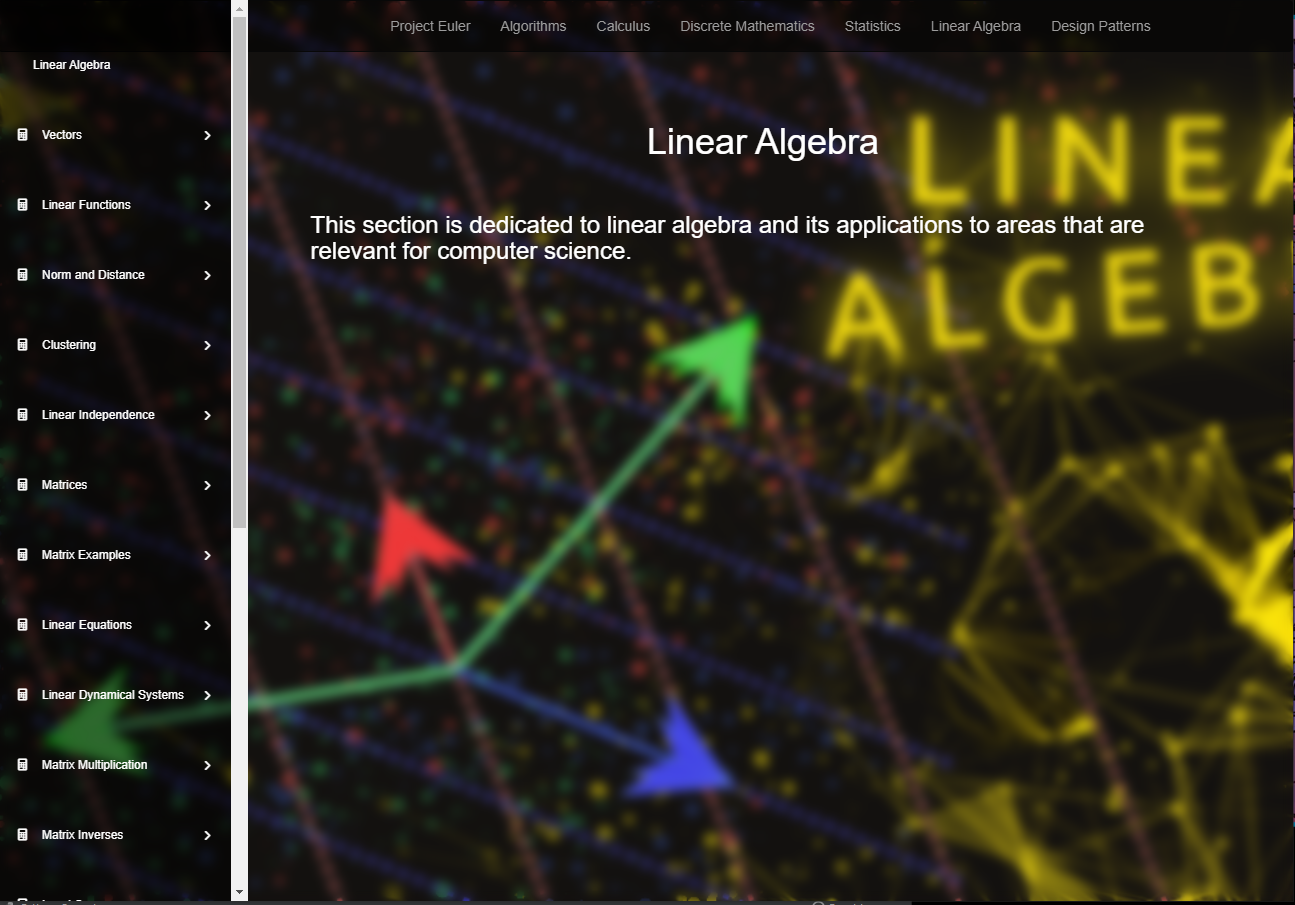 Project Euler
Algorithms
Calculus
Discrete Mathematics
Statistics
Linear Algebra
Design Patterns
Linear Algebra
Vectors
Linear Functions
Norm and Distance
Clustering
Linear Independence
Matrices
Matrix Examples
Linear Equations
Linear Dynamical Systems
Matrix Multiplication
Matrix Inverses
Linear Algebra
This section is dedicated to linear algebra and its applications to areas that are
relevant for computer science.
LINEA
ALGEB